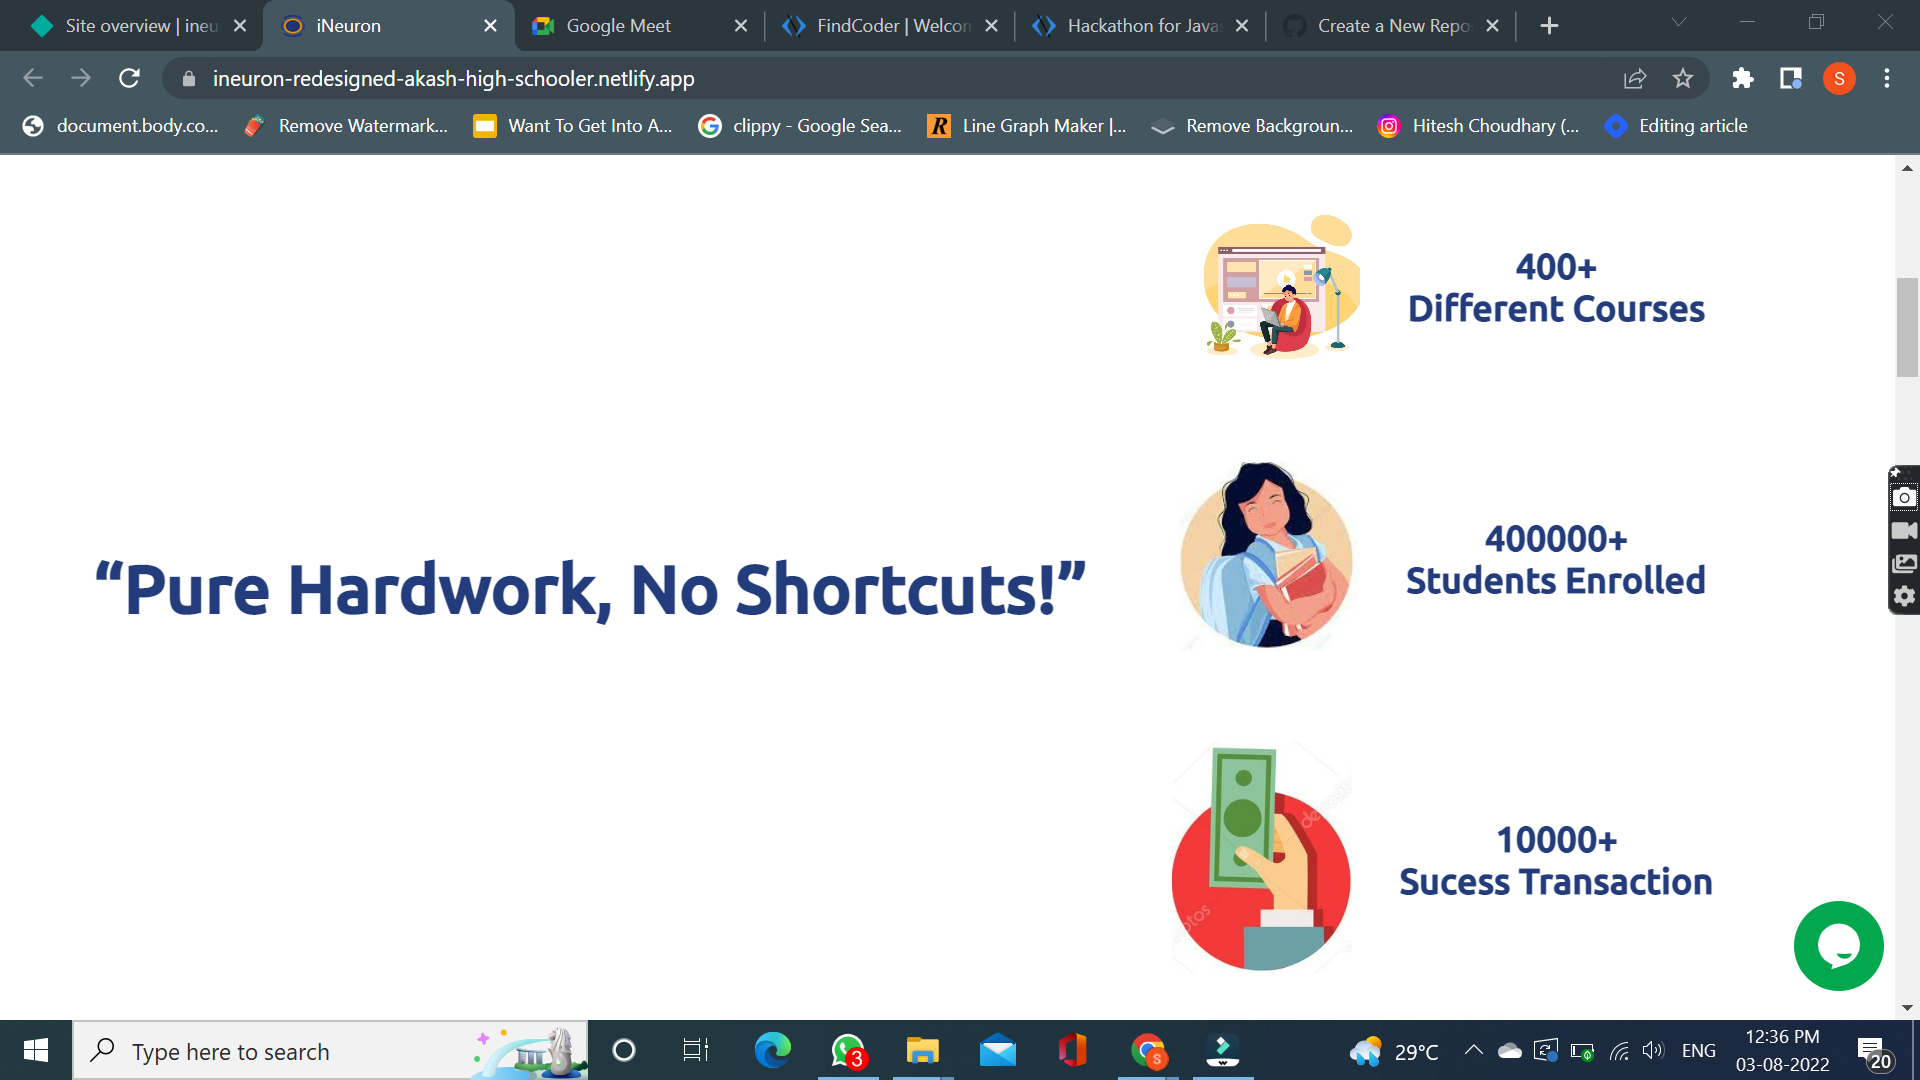 Site overview | ineu
iNeuron
Google Meet
FindCoder | Welcom
Hackathon for Javas
Create a New Repo
ineuron-redesigned-akash-high-schooler.netlify.app
S
document.body.co...
Remove Watermark...
Want To Get Into A...
clippy - Google Sea...
R
Line Graph Maker |...
Remove Backgroun...
Hitesh Choudhary (...
Editing article
400+
Different Courses
400000+
Students Enrolled
“Pure Hardwork, No Shortcuts!”
10000+
Sucess Transaction
Type here to search
3
S
29°C
ENG
12:36 PM
03-08-2022
20